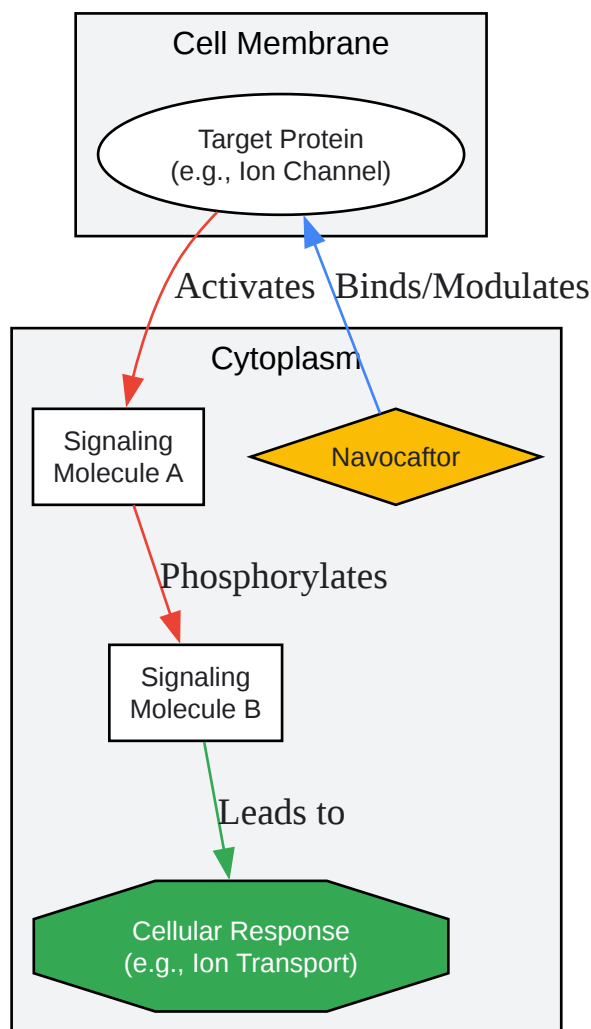 Cell Membrane
Target Protein
(e.g., Ion Channel)
Activates
Binds/Modulates
Cytoplasm
Signaling
Molecule A
Navocaftor
Phosphorylates
Signaling
Molecule B
Leads to
Cellular Response
(e.g., Ion Transport)